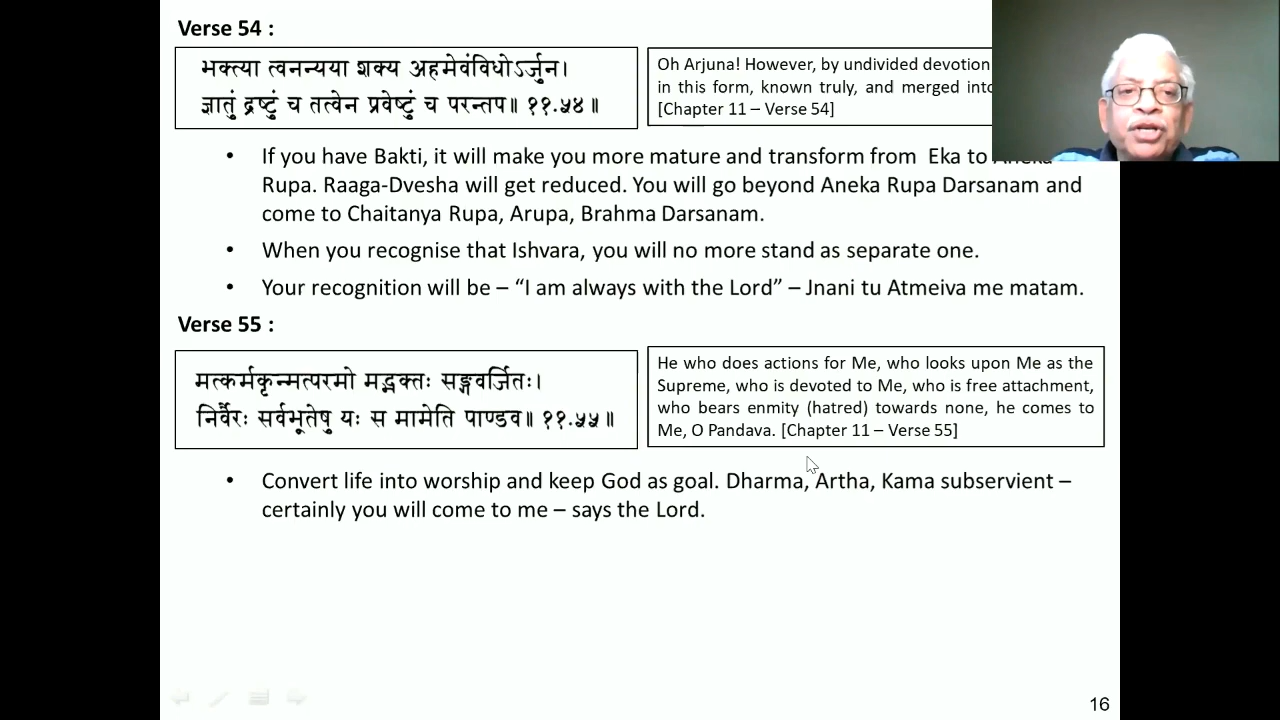 Verse 54 :
भक्त्या त्वनन्यया शक्य अहमेवंविधोऽर्जुन।
ज्ञातुं द्रष्टुं च तत्वेन प्रवेष्टुं च परन्तप॥ ११.५४॥
Oh Arjuna! However, by undivided devotion
in this form, known truly, and merged into
[Chapter 11 – Verse 54]
• If you have Bakti, it will make you more mature and transform from Eka to Aneka
Rupa. Raaga-Dvesha will get reduced. You will go beyond Aneka Rupa Darsanam and
come to Chaitanya Rupa, Arupa, Brahma Darsanam.
• When you recognise that Ishvara, you will no more stand as separate one.
• Your recognition will be – “I am always with the Lord” – Jnani tu Atmeiva me matam.
Verse 55 :
मत्कर्मकृन्मत्परमो मद्भक्तः सङ्गवर्जितः।
निर्वैरः सर्वभूतेषु यः स मामेति पाण्डव॥ ११.५५॥
He who does actions for Me, who looks upon Me as the
Supreme, who is devoted to Me, who is free attachment,
who bears enmity (hatred) towards none, he comes to
Me, O Pandava. [Chapter 11 – Verse 55]
• Convert life into worship and keep God as goal. Dharma, Artha, Kama subservient –
certainly you will come to me – says the Lord.
16